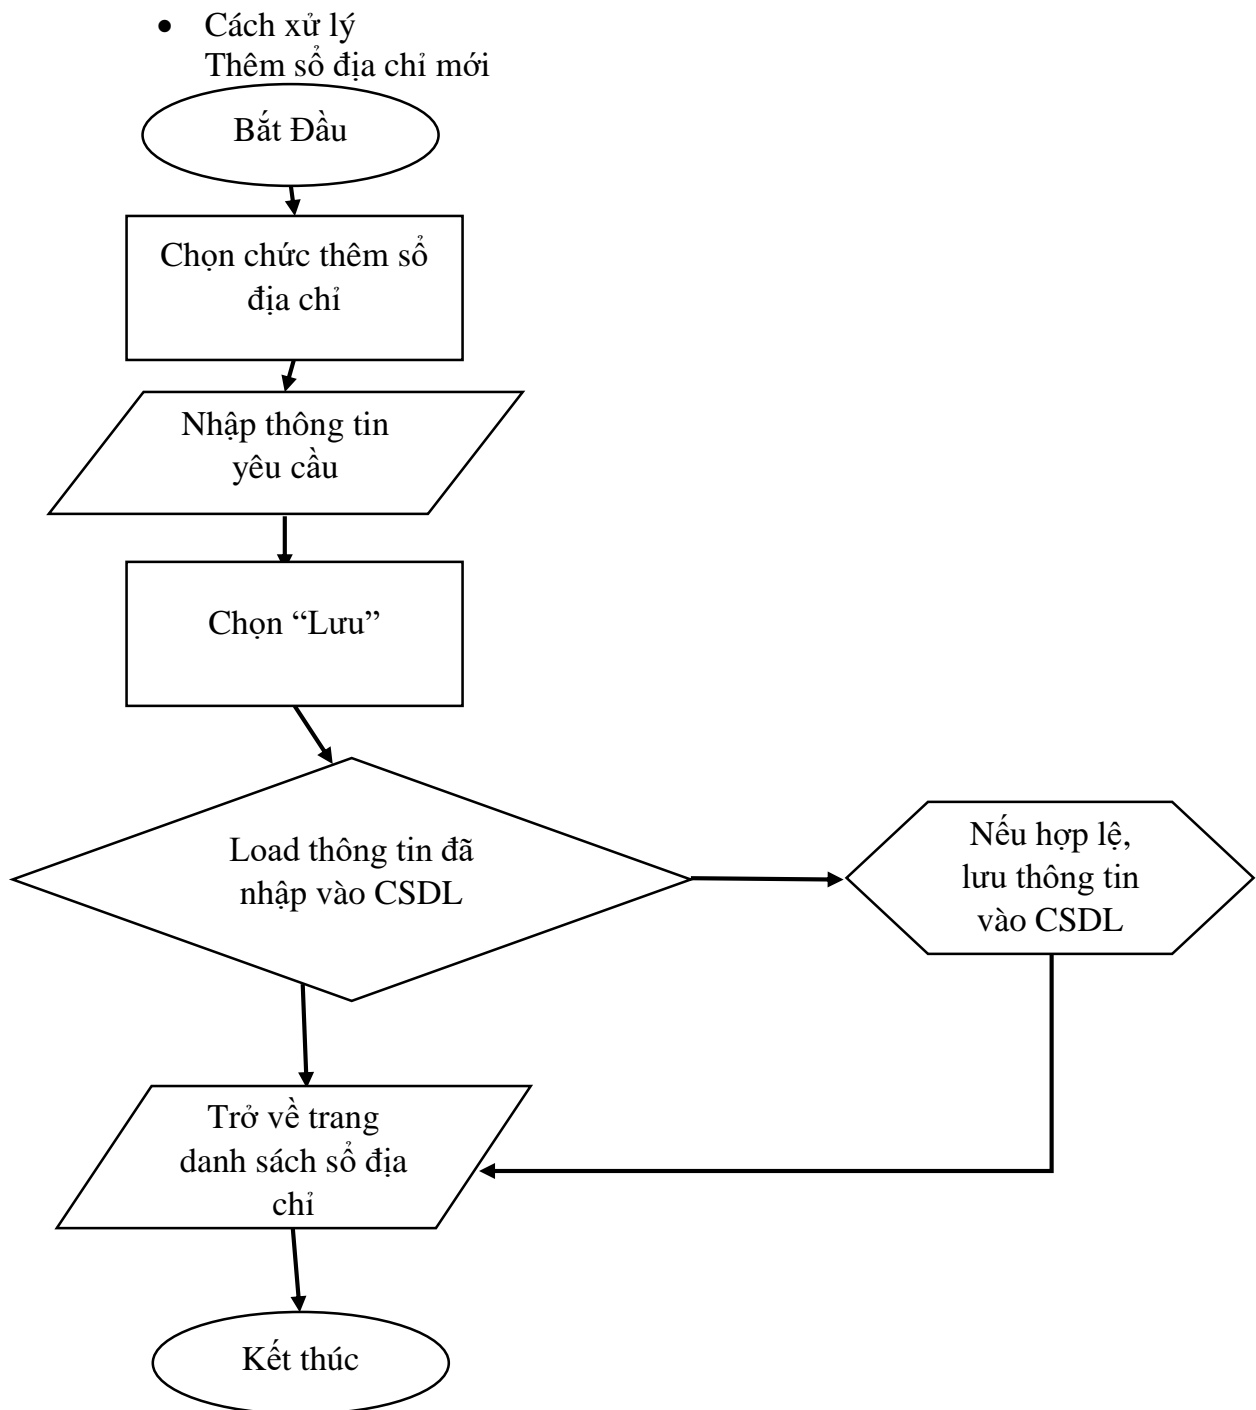 • Cách xử lý
Thêm sổ địa chỉ mới
Bắt Đầu
Chọn chức thêm sổ
địa chỉ
Nhập thông tin
yêu cầu
Chọn “Lưu”
Load thông tin đã
nhập vào CSDL
Nếu hợp lệ,
lưu thông tin
vào CSDL
Trở về trang
danh sách sổ địa
chỉ
Kết thúc